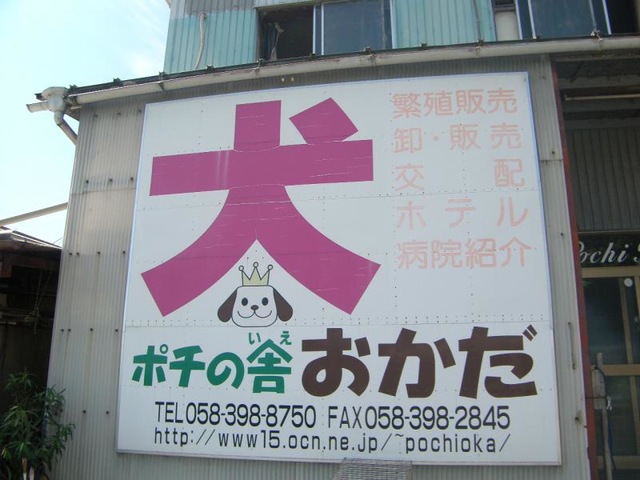 犬
繁殖販売
卸・販売
交配
ホテル
病院紹介
いえ
ポチの舎 おかだ
TEL058-398-8750 FAX058-398-2845
http://www15.ocn.ne.jp/~pochioka/
Pochi